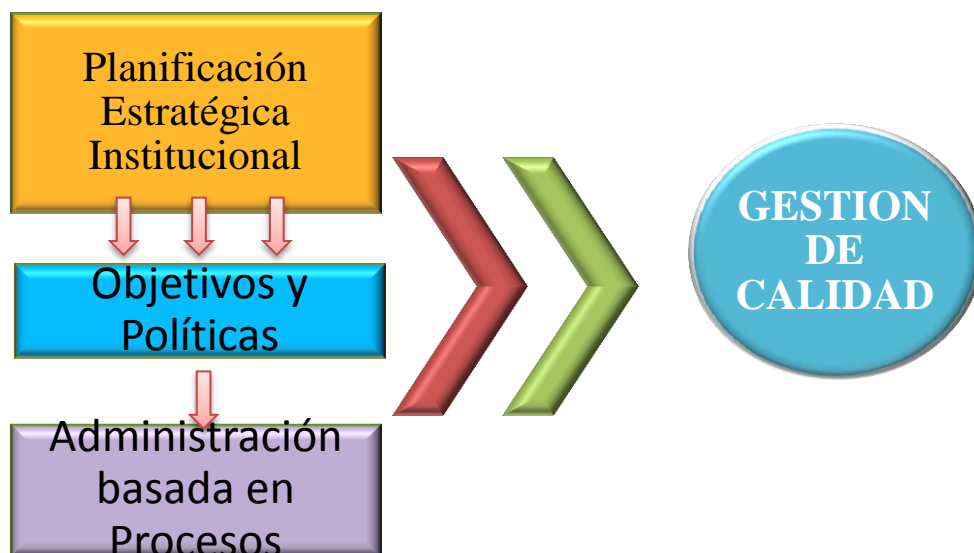 Planificación
Estratégica
Institucional
Objetivos y
Políticas
Administración
basada en
Procesos
GESTION
DE
CALIDAD